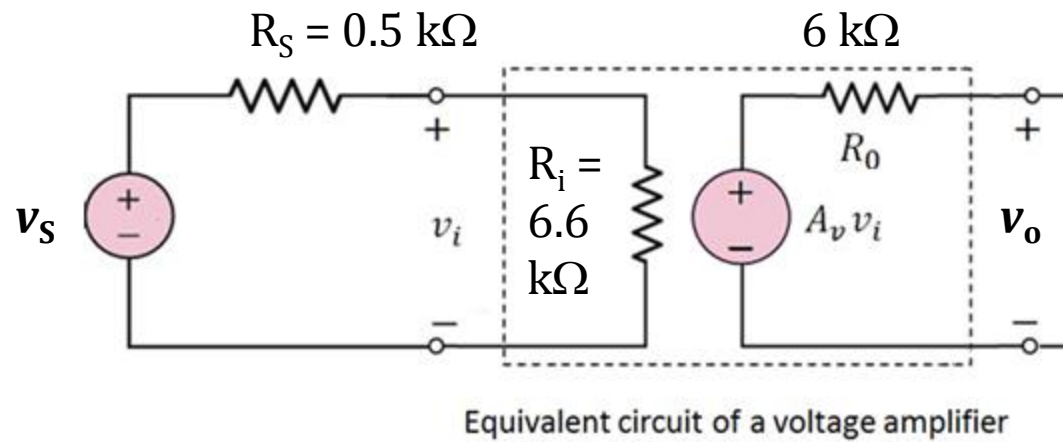 R_S = 0.5 kΩ
6 kΩ
+
+
R_0
R_i =
6.6
kΩ
+
−
v_S
v_i
+
−
A_v v_i
v_o
−
−
Equivalent circuit of a voltage amplifier